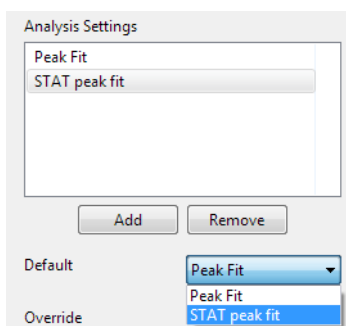 Analysis Settings
Peak Fit
STAT peak fit
Add Remove
Default Peak Fit
Peak Fit
Override STAT peak fit